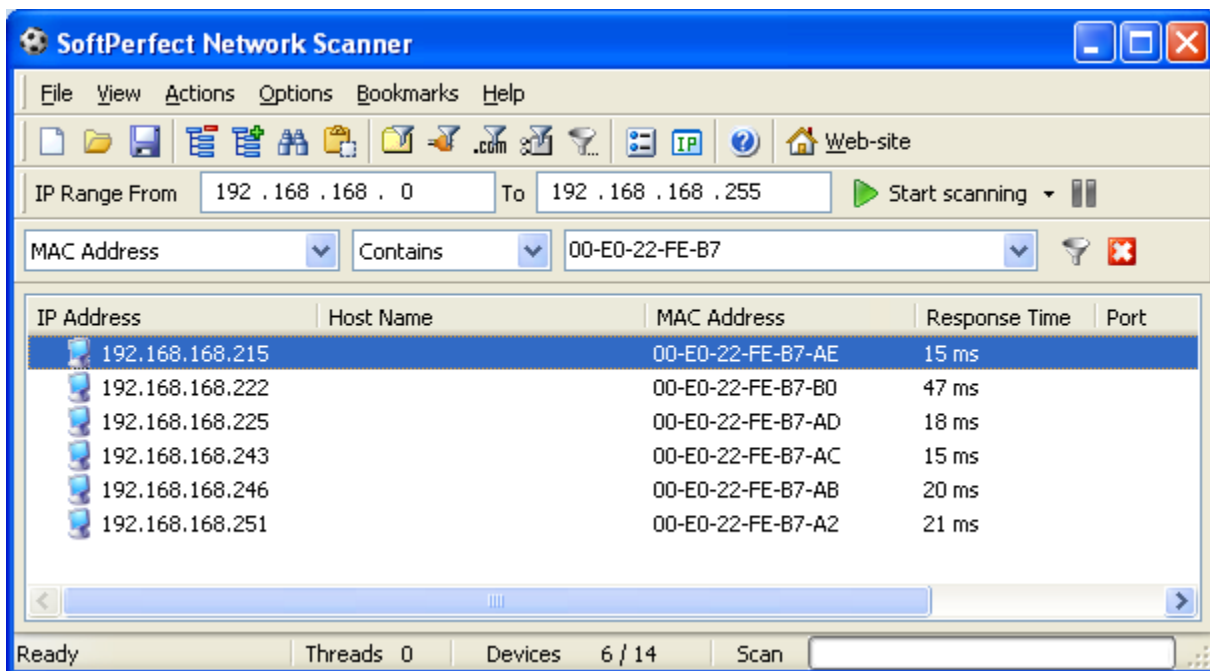 SoftPerfect Network Scanner
File View Actions Options Bookmarks Help
.com IP Web-site
IP Range From 192 . 168 . 168 . 0 To 192 . 168 . 168 . 255 Start scanning
MAC Address Contains 00-E0-22-FE-B7
IP Address Host Name MAC Address Response Time Port
192.168.168.215 00-E0-22-FE-B7-AE 15 ms
192.168.168.222 00-E0-22-FE-B7-B0 47 ms
192.168.168.225 00-E0-22-FE-B7-AD 18 ms
192.168.168.243 00-E0-22-FE-B7-AC 15 ms
192.168.168.246 00-E0-22-FE-B7-AB 20 ms
192.168.168.251 00-E0-22-FE-B7-A2 21 ms
Ready Threads 0 Devices 6 / 14 Scan